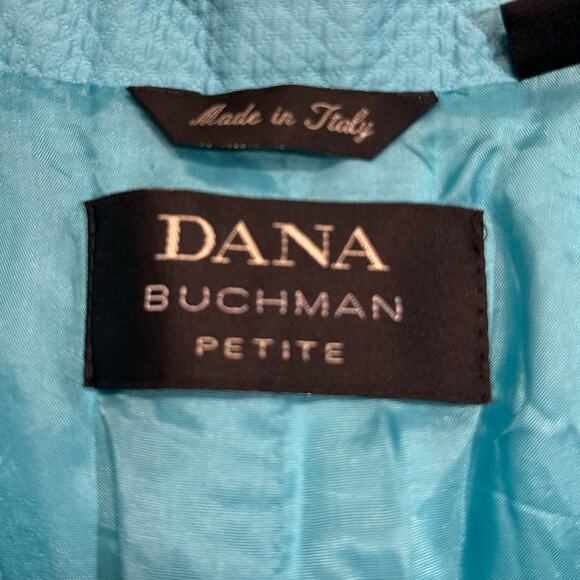 Made in Italy
DANA
BUCHMAN
PETITE